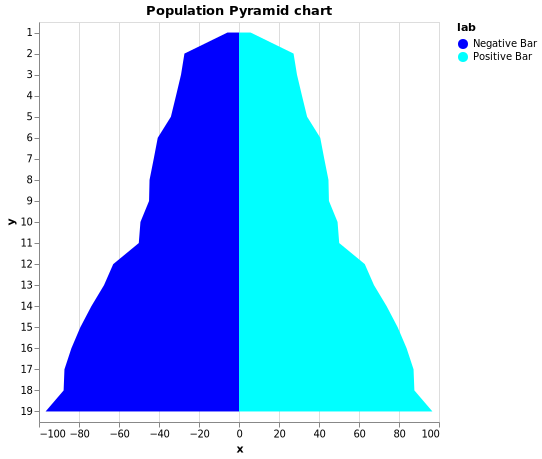 Population Pyramid chart
lab
Negative Bar
Positive Bar
y
1
2
3
4
5
6
7
8
9
10
11
12
13
14
15
16
17
18
19
−100 −80 −60 −40 −20 0 20 40 60 80 100
x